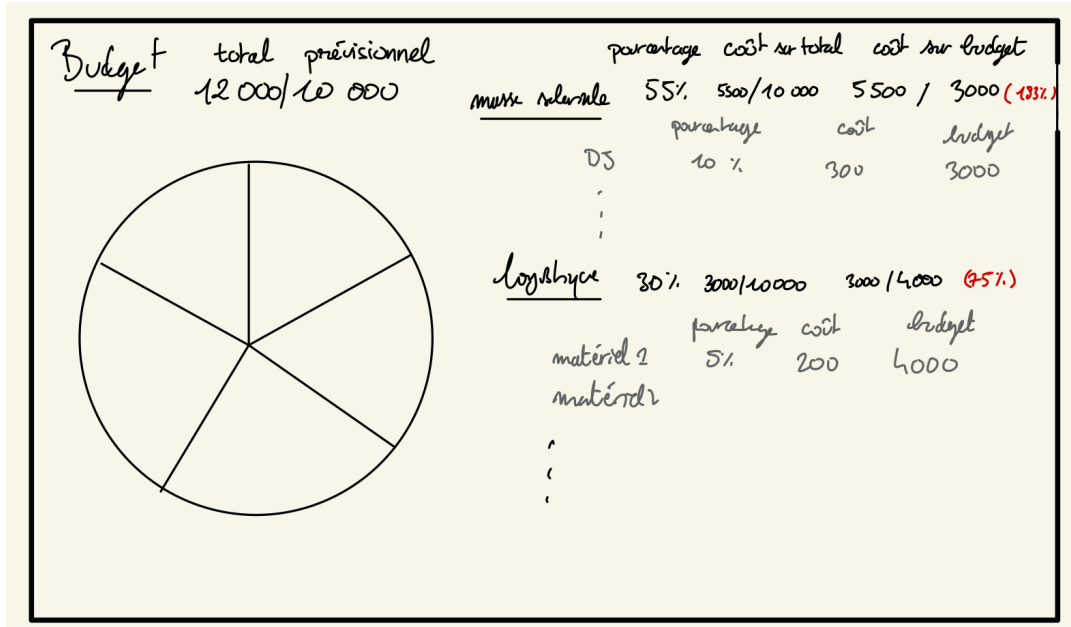 Budget total prévisionnel
12 000/10 000
pourcentage coût sur total coût sur budget
masse salariale 55% 5500/10 000 5500 / 3000 (183%)
pourcentage coût budget
DJ 10 % 300 3000
logistique 30% 3000/10000 3000/4000 (75%)
pourcentage coût budget
matériel 1 5% 200 4000
matériel 2